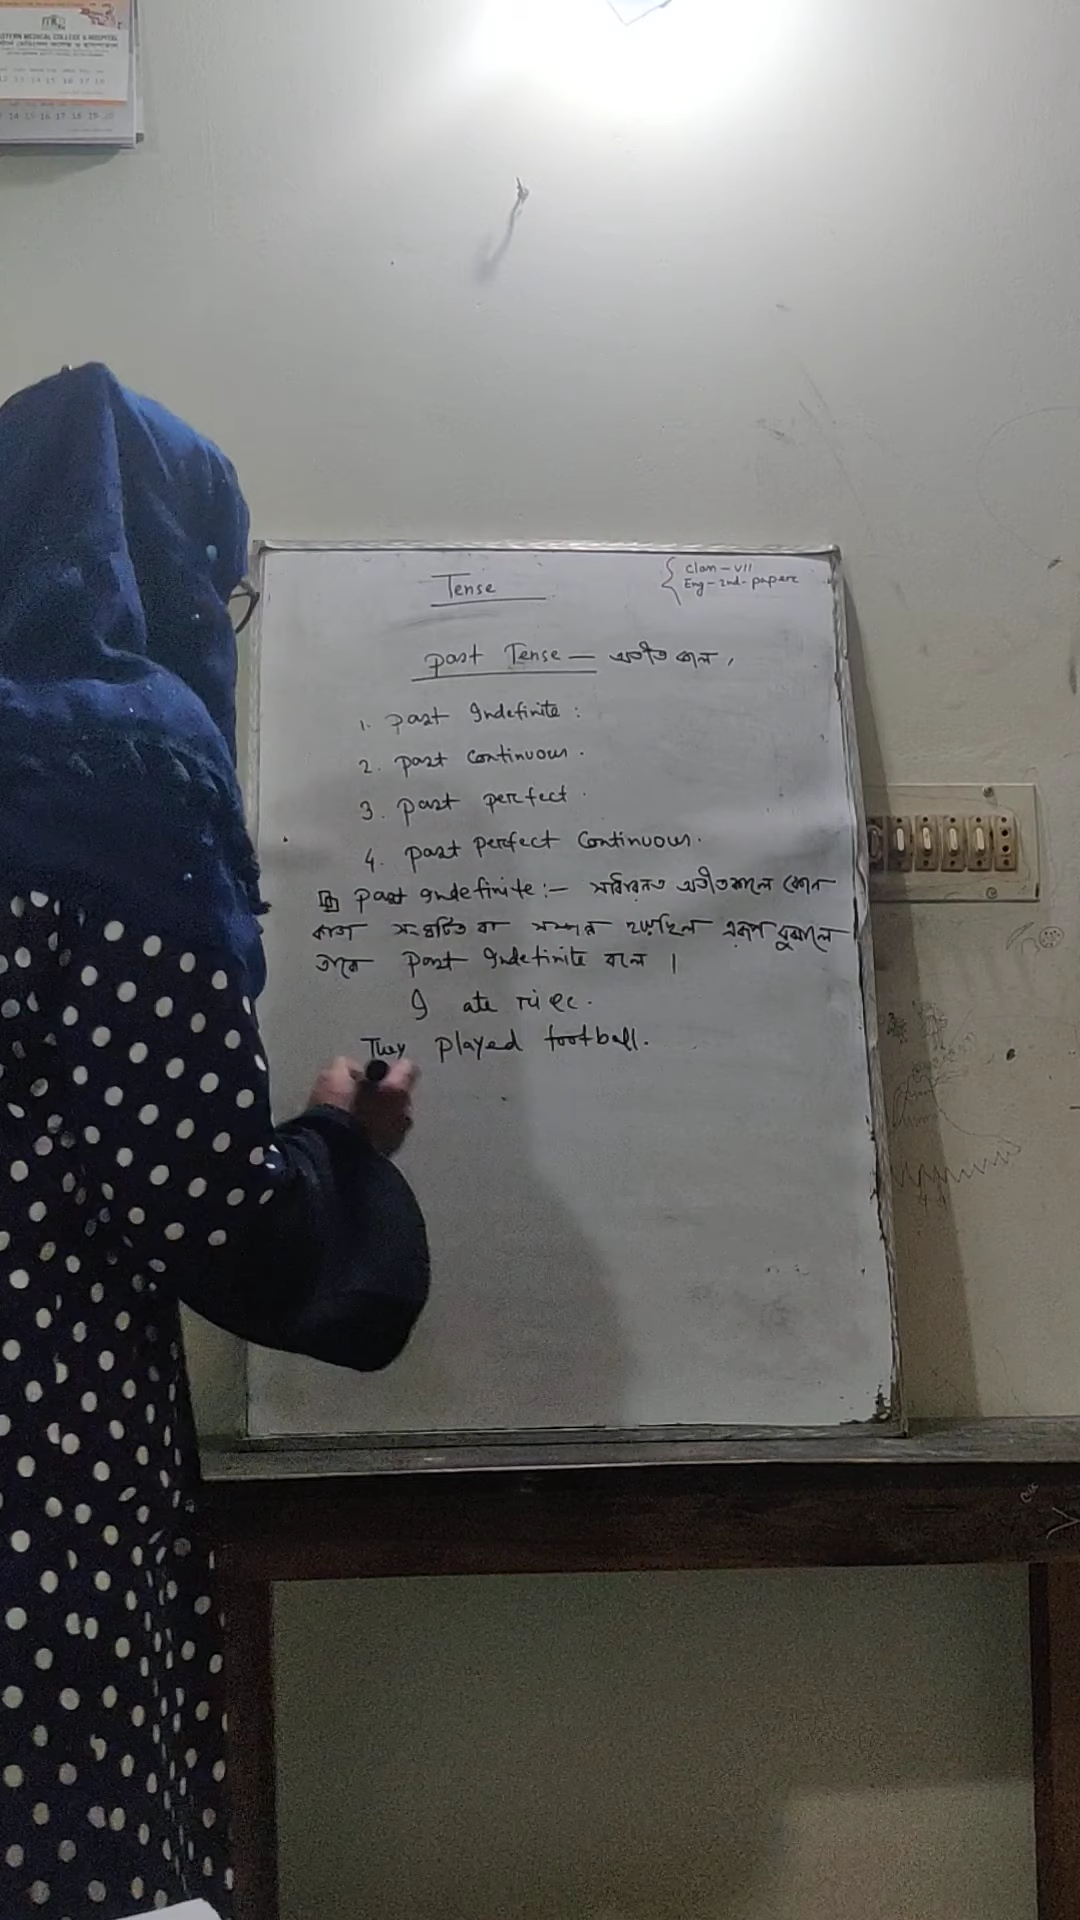 Tense
Class - VII
Eng - 2nd - paper
Past Tense — অতীত কাল ,
1. Past Indefinite :
2. Past Continuous .
3. Past perfect .
4. Past perfect Continuous .
Past Indefinite :— সাধারনত অতীতকালে কোন
কাজ সংঘটিত বা সম্পন্ন হয়েছিল এরূপ বুঝালে
তাকে Past Indefinite বলে ।
I ate rice .
They played football .